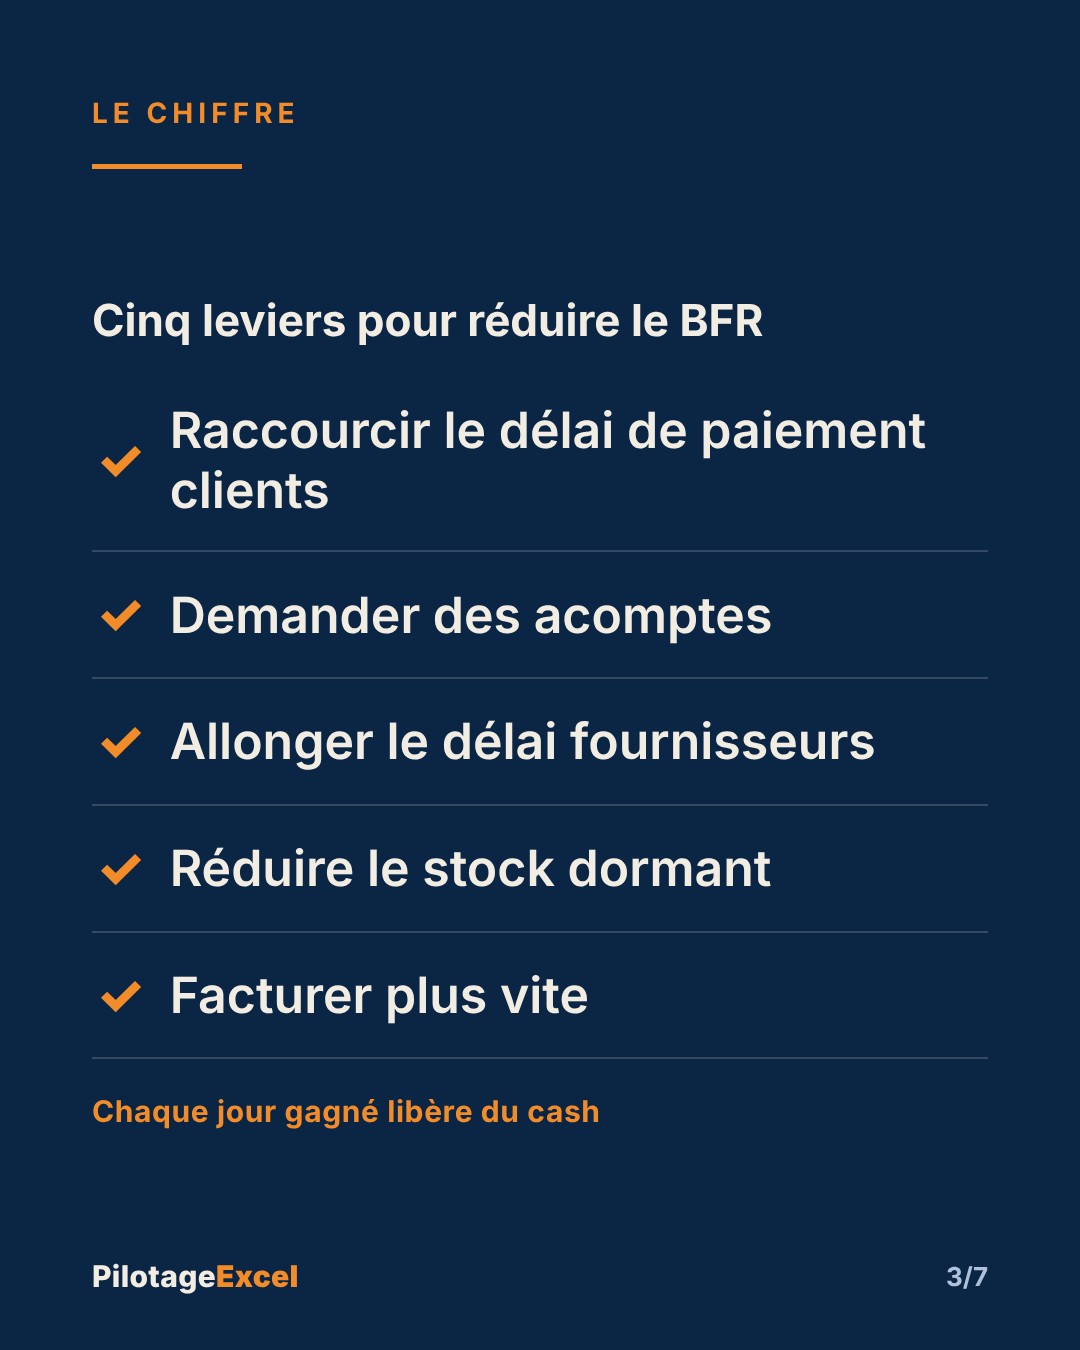 LE CHIFFRE
Cinq leviers pour réduire le BFR
Raccourcir le délai de paiement
clients
Demander des acomptes
Allonger le délai fournisseurs
Réduire le stock dormant
Facturer plus vite
Chaque jour gagné libère du cash
PilotageExcel
3/7